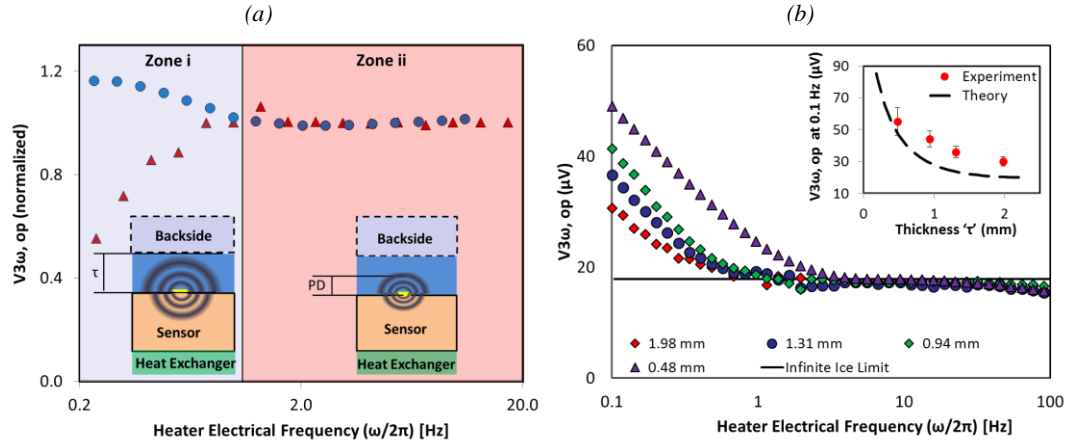 (a)
(b)
Zone i
Zone ii
1.2
0.8
0.4
0.0
V3ω, op (normalized)
Backside
τ
Sensor
Heat Exchanger
Backside
PD
Sensor
Heat Exchanger
0.2
2.0
20.0
Heater Electrical Frequency (ω/2π) [Hz]
60
40
20
0
V3ω, op (µV)
90
70
50
30
10
V3ω, op at 0.1 Hz (µV)
Experiment
Theory
0
1
2
Thickness 'τ' (mm)
1.98 mm
1.31 mm
0.94 mm
0.48 mm
Infinite Ice Limit
0.1
1
10
100
Heater Electrical Frequency (ω/2π) [Hz]